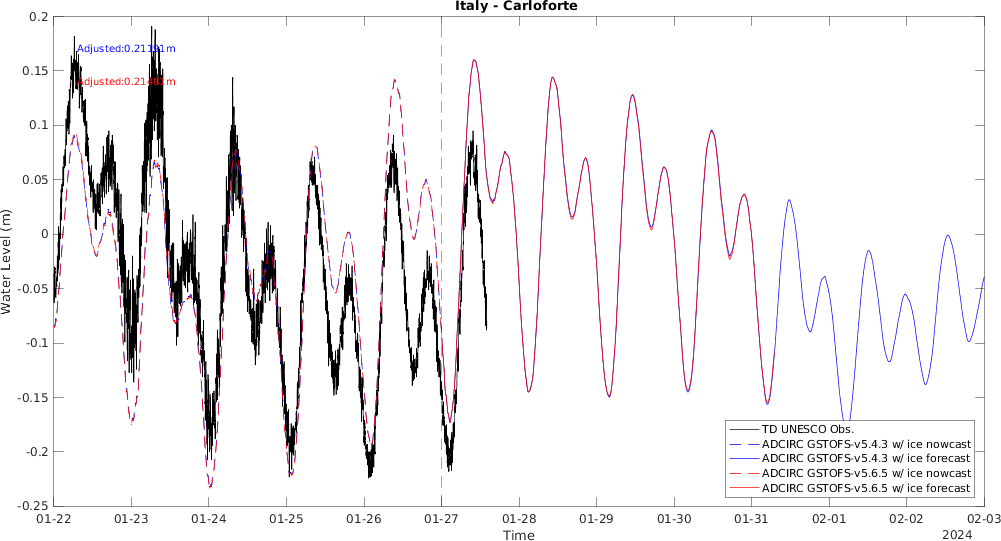 Italy - Carloforte
0.2
0.15
0.1
0.05
0
-0.05
-0.1
-0.15
-0.2
-0.25
Water Level (m)
Adjusted:0.21191m
m
TD UNESCO Obs.
ADCIRC GSTOFS-v5.4.3 w/ ice nowcast
ADCIRC GSTOFS-v5.4.3 w/ ice forecast
ADCIRC GSTOFS-v5.6.5 w/ ice nowcast
ADCIRC GSTOFS-v5.6.5 w/ ice forecast
01-22 01-23 01-24 01-25 01-26 01-27 01-28 01-29 01-30 01-31 02-01 02-02 02-03
Time
2024